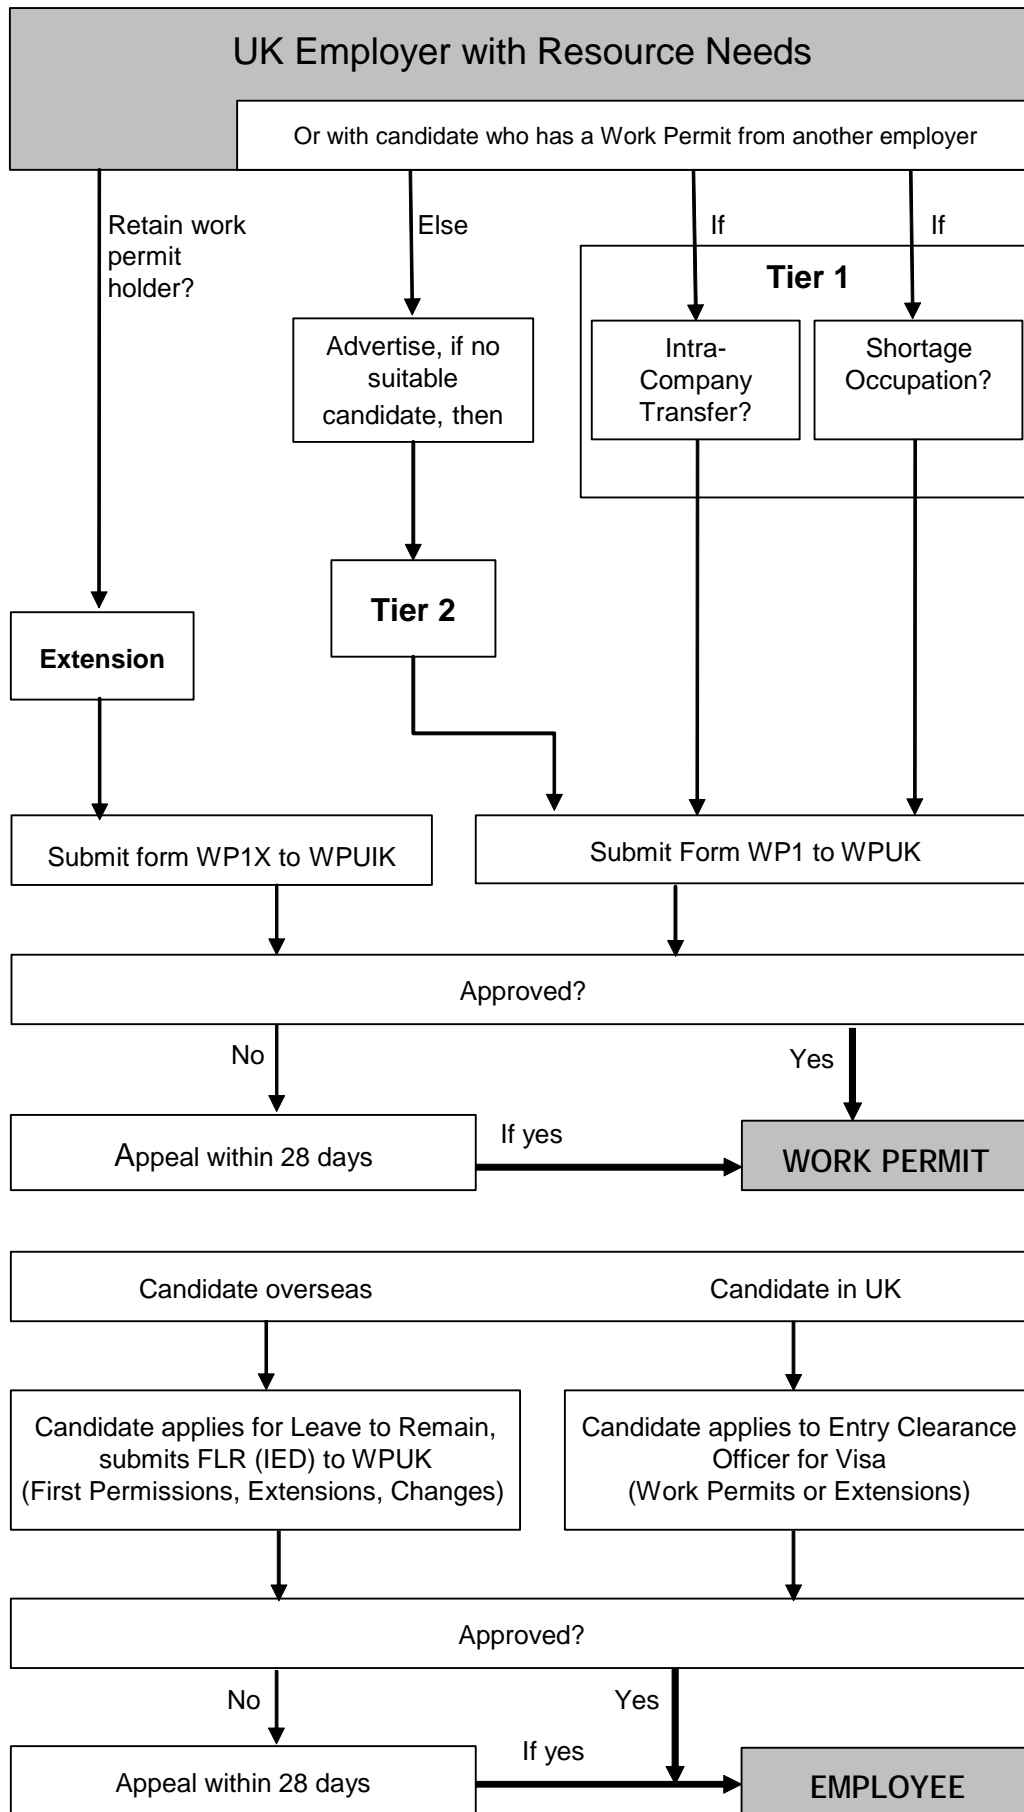 UK Employer with Resource Needs
Or with candidate who has a Work Permit from another employer
Retain work
permit
holder?
Else
If
If
Tier 1
Advertise, if no
suitable
candidate, then
Intra-
Company
Transfer?
Shortage
Occupation?
Tier 2
Extension
Submit form WP1X to WPUIK
Submit Form WP1 to WPUK
Approved?
No
Yes
Appeal within 28 days
If yes
WORK PERMIT
Candidate overseas
Candidate in UK
Candidate applies for Leave to Remain,
submits FLR (IED) to WPUK
(First Permissions, Extensions, Changes)
Candidate applies to Entry Clearance
Officer for Visa
(Work Permits or Extensions)
Approved?
No
Yes
Appeal within 28 days
If yes
EMPLOYEE